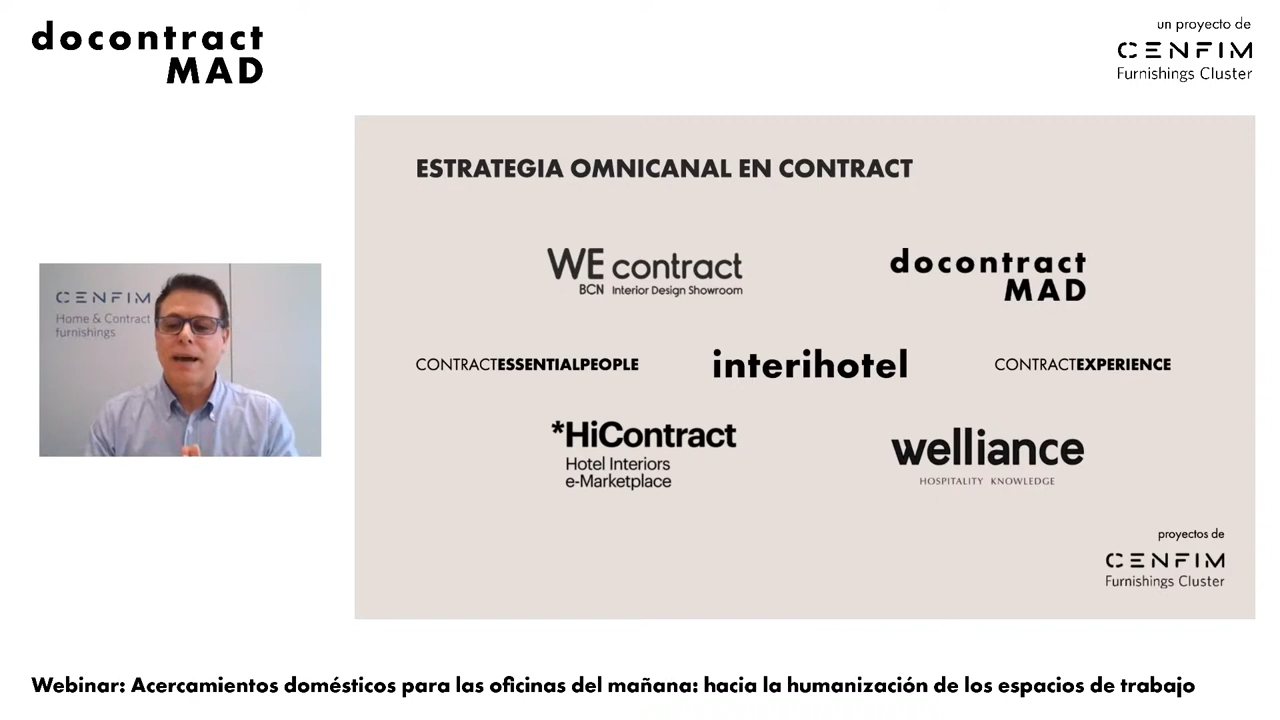 docontract
MAD
un proyecto de
CENFIM
Furnishings Cluster
ESTRATEGIA OMNICANAL EN CONTRACT
WE contract
BCN Interior Design Showroom
docontract
MAD
CENFIM
Home & Contract
furnishings
CONTRACTESSENTIALPEOPLE
interihotel
CONTRACTEXPERIENCE
*HiContract
Hotel Interiors
e-Marketplace
welliance
HOSPITALITY KNOWLEDGE
proyectos de
CENFIM
Furnishings Cluster
Webinar: Acercamientos domésticos para las oficinas del mañana: hacia la humanización de los espacios de trabajo